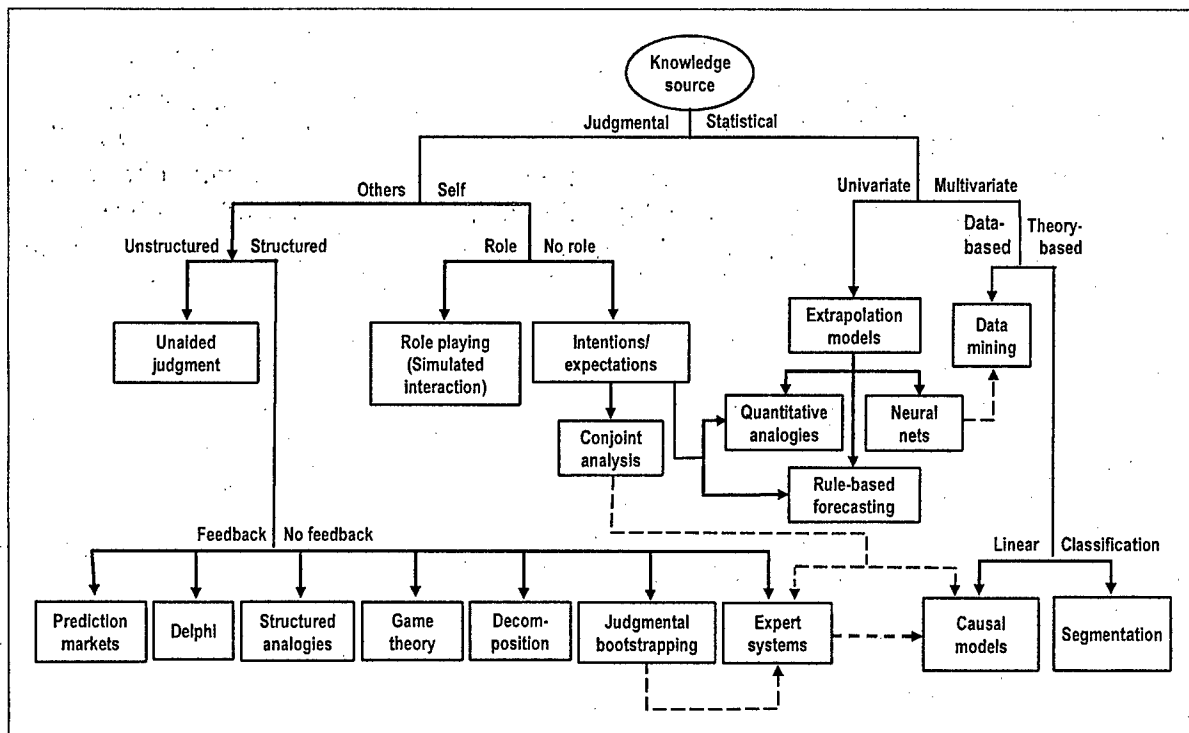 Knowledge
source
Judgmental Statistical
Others Self
Univariate Multivariate
Data-
based
Theory-
based
Unstructured Structured
Role No role
Unaided
judgment
Role playing
(Simulated
interaction)
Intentions/
expectations
Extrapolation
models
Data
mining
Quantitative
analogies
Neural
nets
Conjoint
analysis
Rule-based
forecasting
Feedback No feedback
Linear Classification
Prediction
markets
Delphi
Structured
analogies
Game
theory
Decom-
position
Judgmental
bootstrapping
Expert
systems
Causal
models
Segmentation